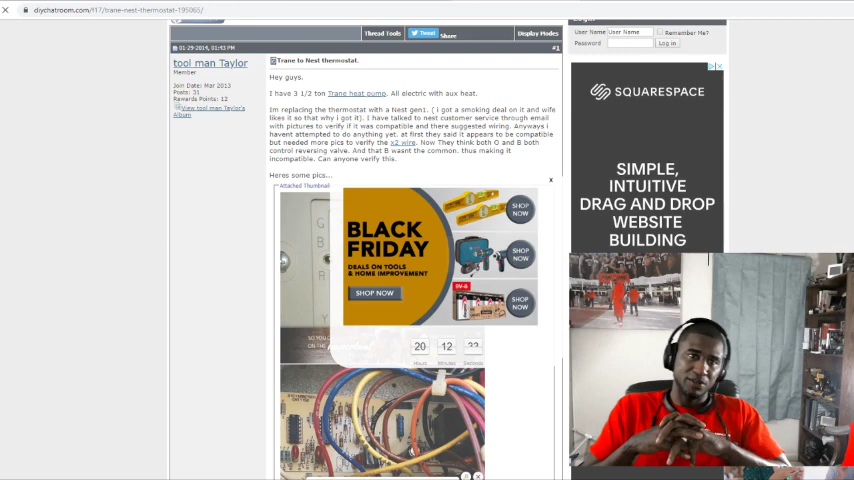 diychatroom.com/f17/trane-nest-thermostat-195065/
Thread Tools
Tweet
Share
Display Modes
User Name
User Name
Remember Me?
Password
Log in
01-29-2014, 01:43 PM
#1
tool man Taylor
Member
Join Date: Mar 2013
Posts: 31
Rewards Points: 12
View tool man Taylor's
Album
Trane to Nest thermostat.
Hey guys.
I have 3 1/2 ton Trane heat pump. All electric with aux heat.
Im replacing the thermostat with a Nest gen1. ( i got a smoking deal on it and wife
likes it so that why i got it). I have talked to nest customer service through email
with pictures to verify if it was compatible and there suggested wiring. Anyways i
havent attempted to do anything yet. at first they said it appears to be compatible
but needed more pics to verify the x2 wire. Now They think both O and B both
control reversing valve. And that B wasnt the common. thus making it
incompatible. Can anyone verify this.
Heres some pics...
Attached Thumbnail
x
BLACK
FRIDAY
DEALS ON TOOLS
& HOME IMPROVEMENT
SHOP NOW
SHOP
NOW
SHOP
NOW
SHOP
NOW
20
12
Hours
Minutes
Seconds
SQUARESPACE
SIMPLE,
INTUITIVE
DRAG AND DROP
WEBSITE
BUILDING